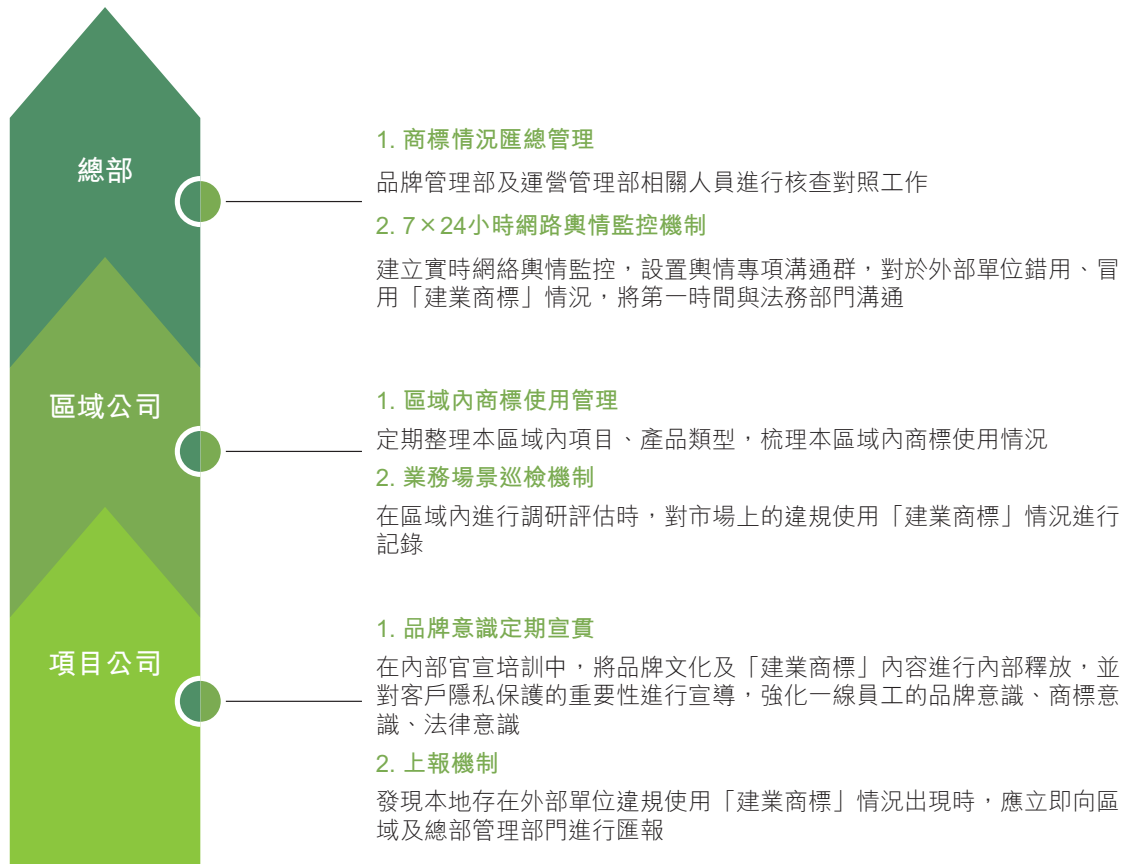 總部
1. 商標情況匯總管理
品牌管理部及運營管理部相關人員進行核查對照工作
2. 7×24小時網路輿情監控機制
建立實時網絡輿情監控，設置輿情專項溝通群，對於外部單位錯用、冒
用「建業商標」情況，將第一時間與法務部門溝通
區域公司
1. 區域內商標使用管理
定期整理本區域內項目、產品類型，梳理本區域內商標使用情況
2. 業務場景巡檢機制
在區域內進行調研評估時，對市場上的違規使用「建業商標」情況進行
記錄
項目公司
1. 品牌意識定期宣貫
在內部官宣培訓中，將品牌文化及「建業商標」內容進行內部釋放，並
對客戶隱私保護的重要性進行宣導，強化一線員工的品牌意識、商標意
識、法律意識
2. 上報機制
發現本地存在外部單位違規使用「建業商標」情況出現時，應立即向區
域及總部管理部門進行匯報